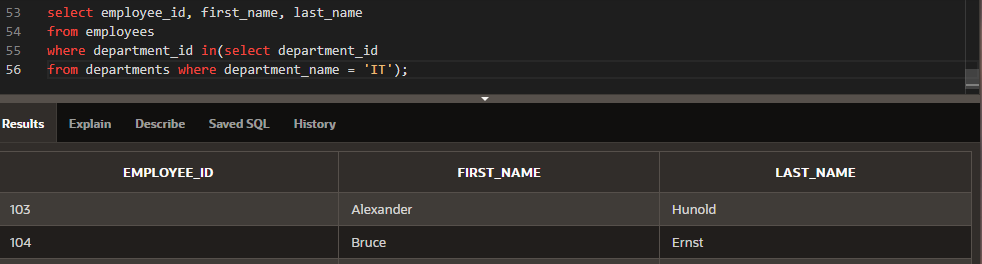 53 select employee_id, first_name, last_name
54 from employees
55 where department_id in(select department_id
56 from departments where department_name = 'IT');
Results Explain Describe Saved SQL History
EMPLOYEE_ID FIRST_NAME LAST_NAME
103 Alexander Hunold
104 Bruce Ernst